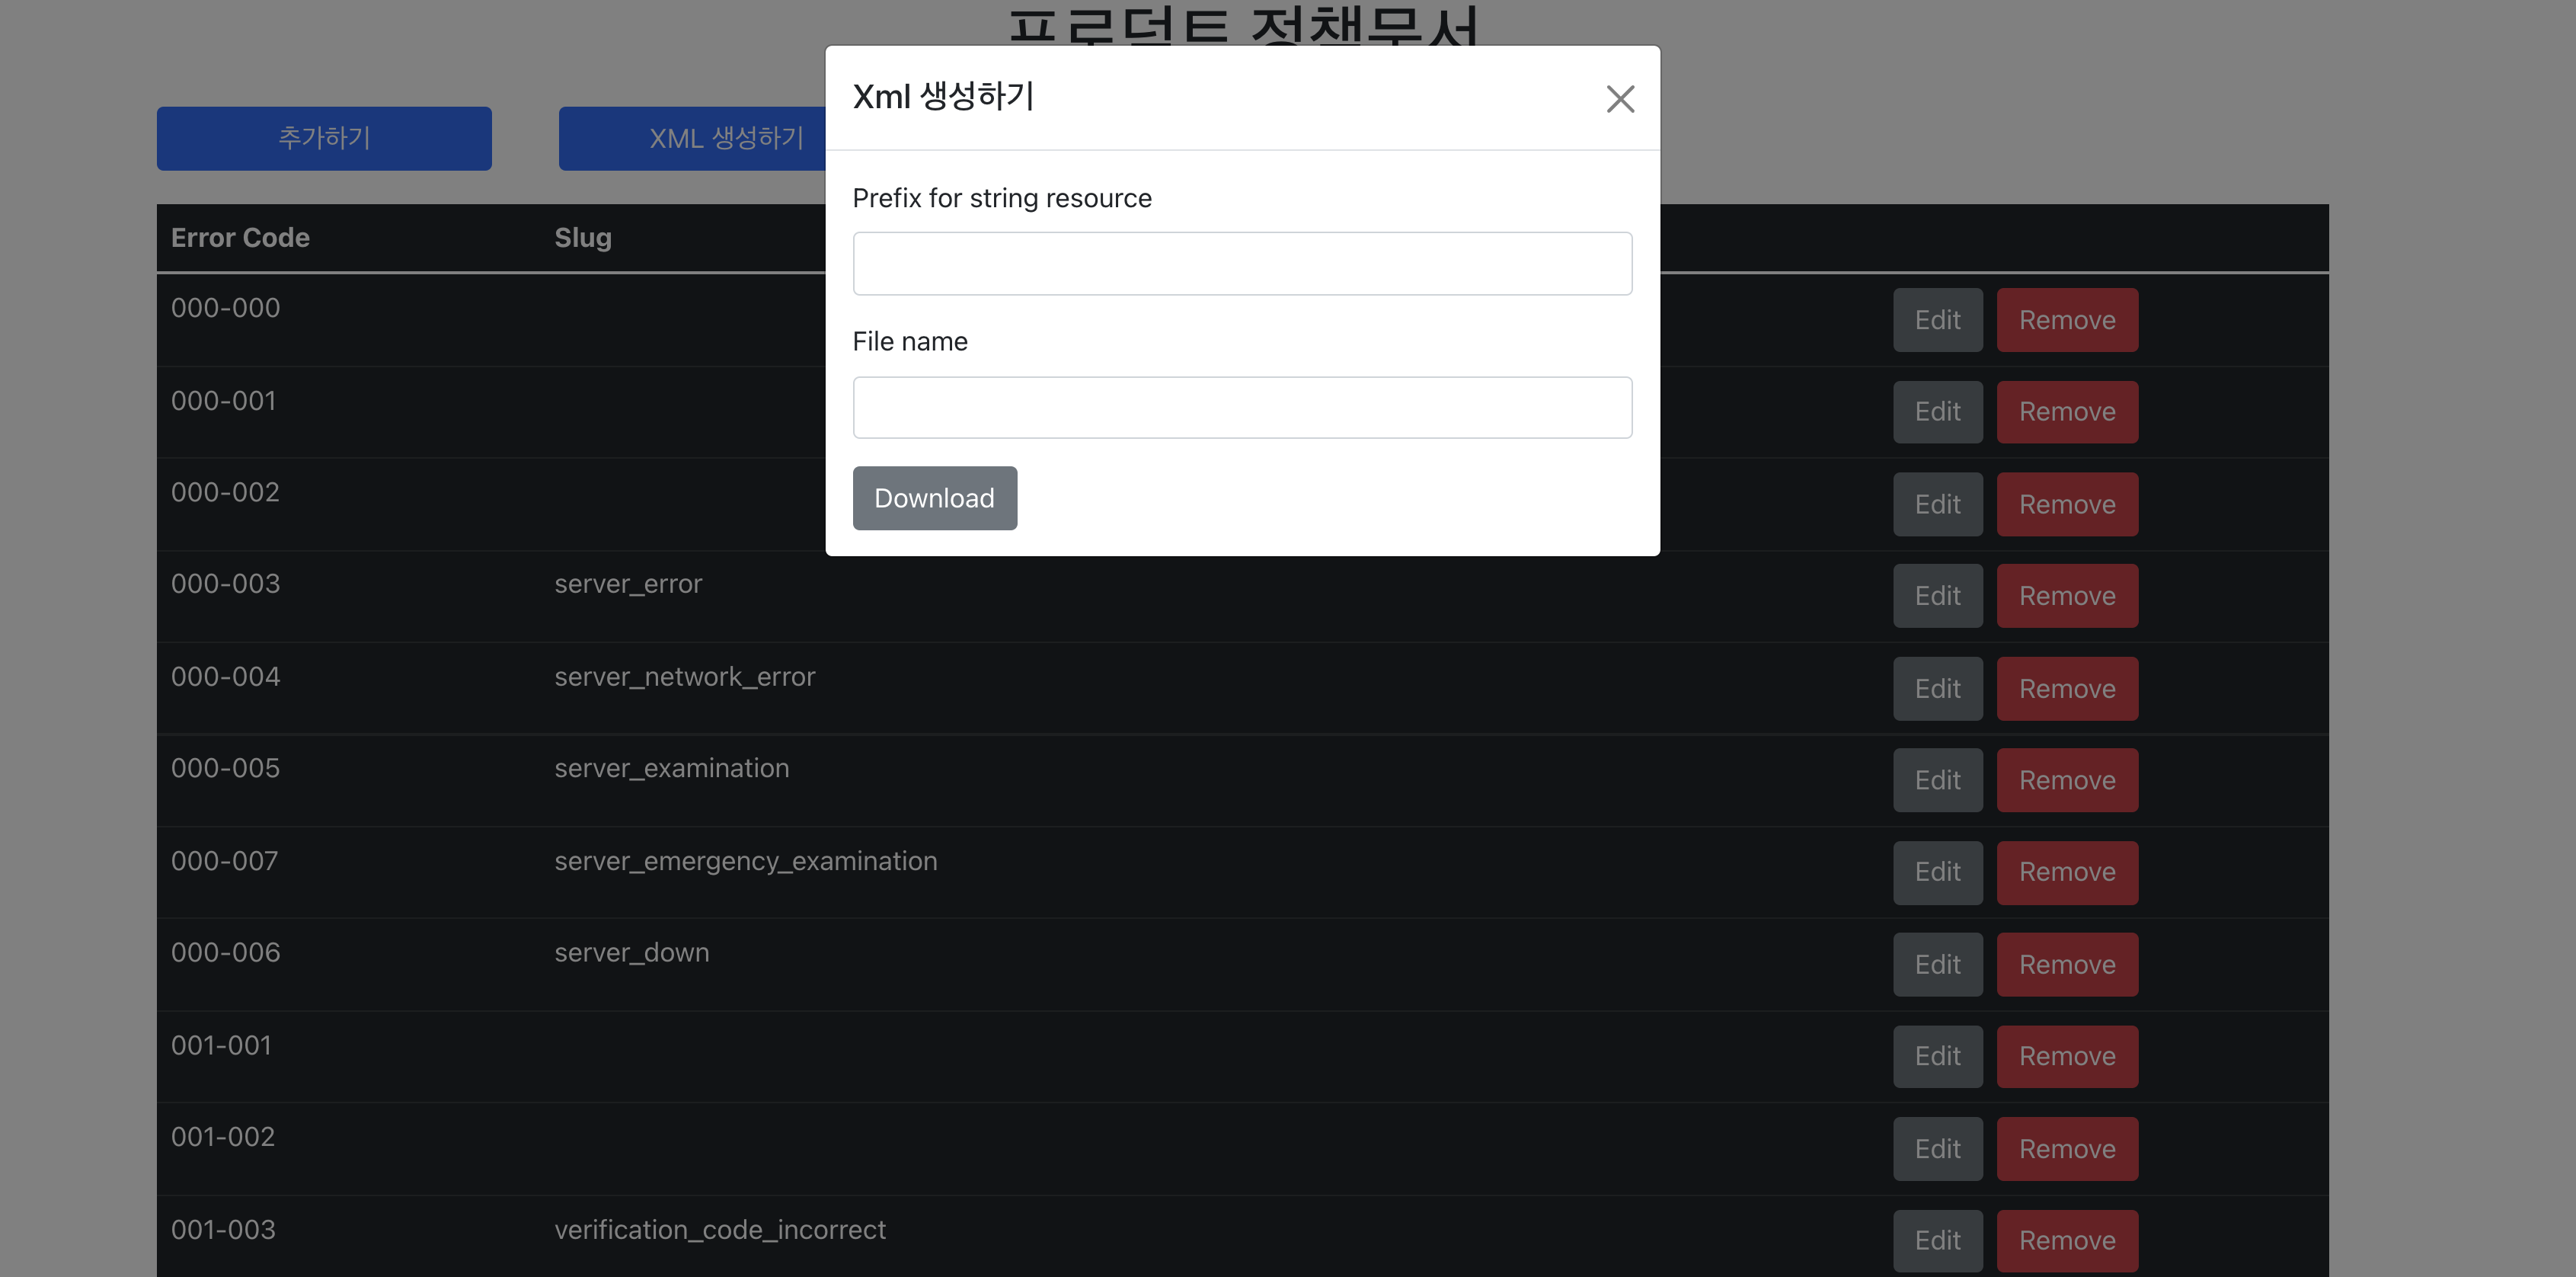 프로덕트 정책문서
Xml 생성하기
추가하기
XML 생성하기
Prefix for string resource
Error Code Slug
000-000 Edit Remove
File name
000-001 Edit Remove
000-002 Edit Remove
Download
000-003 server_error Edit Remove
000-004 server_network_error Edit Remove
000-005 server_examination Edit Remove
000-007 server_emergency_examination Edit Remove
000-006 server_down Edit Remove
001-001 Edit Remove
001-002 Edit Remove
001-003 verification_code_incorrect Edit Remove